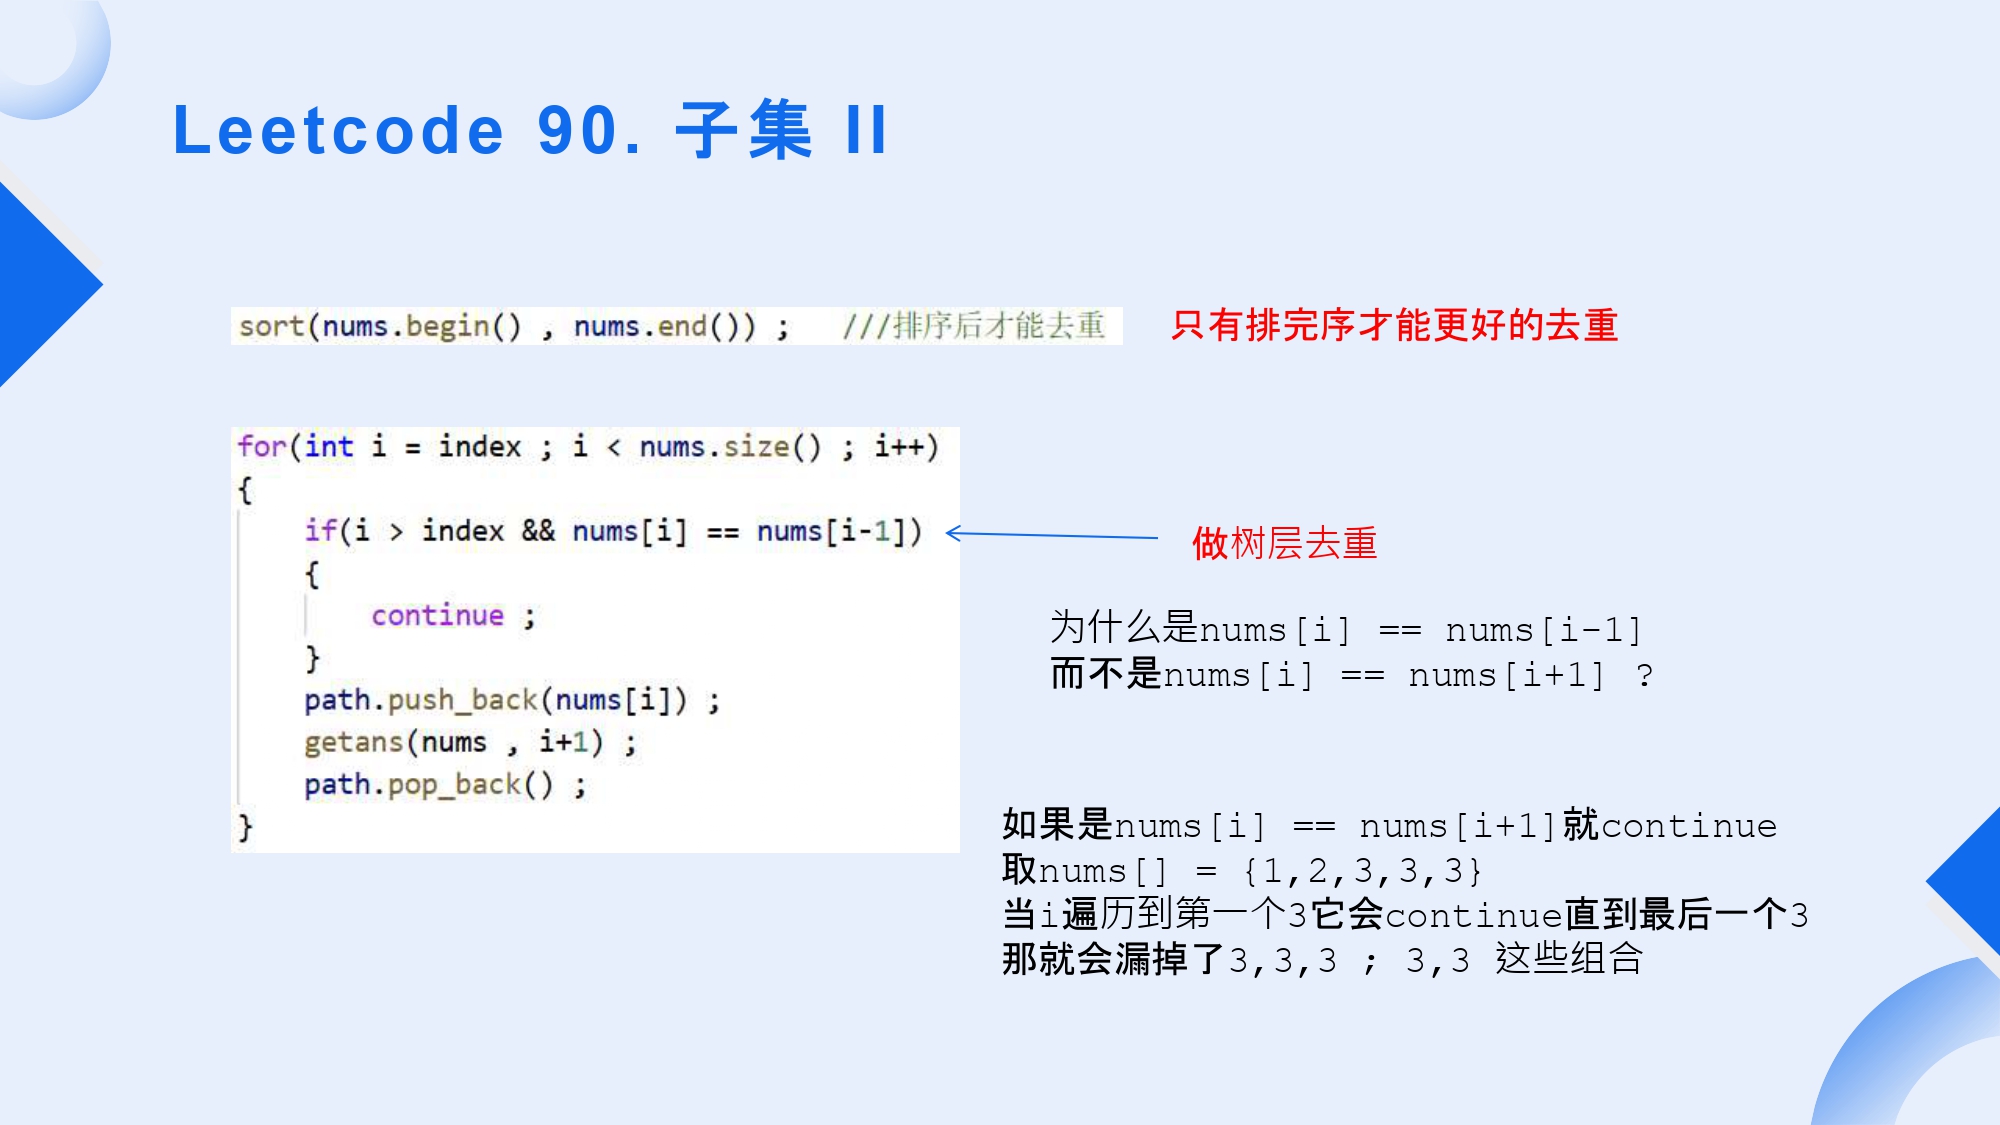 Leetcode 90. 子集 II
sort(nums.begin() , nums.end()) ;   ///排序后才能去重
只有排完序才能更好的去重
for(int i = index ; i < nums.size() ; i++)
{
    if(i > index && nums[i] == nums[i-1])
    {
        continue ;
    }
    path.push_back(nums[i]) ;
    getans(nums , i+1) ;
    path.pop_back() ;
}
做树层去重
为什么是nums[i] == nums[i-1]
而不是nums[i] == nums[i+1] ?
如果是nums[i] == nums[i+1]就continue
取nums[] = {1,2,3,3,3}
当i遍历到第一个3它会continue直到最后一个3
那就会漏掉了3,3,3 ; 3,3 这些组合